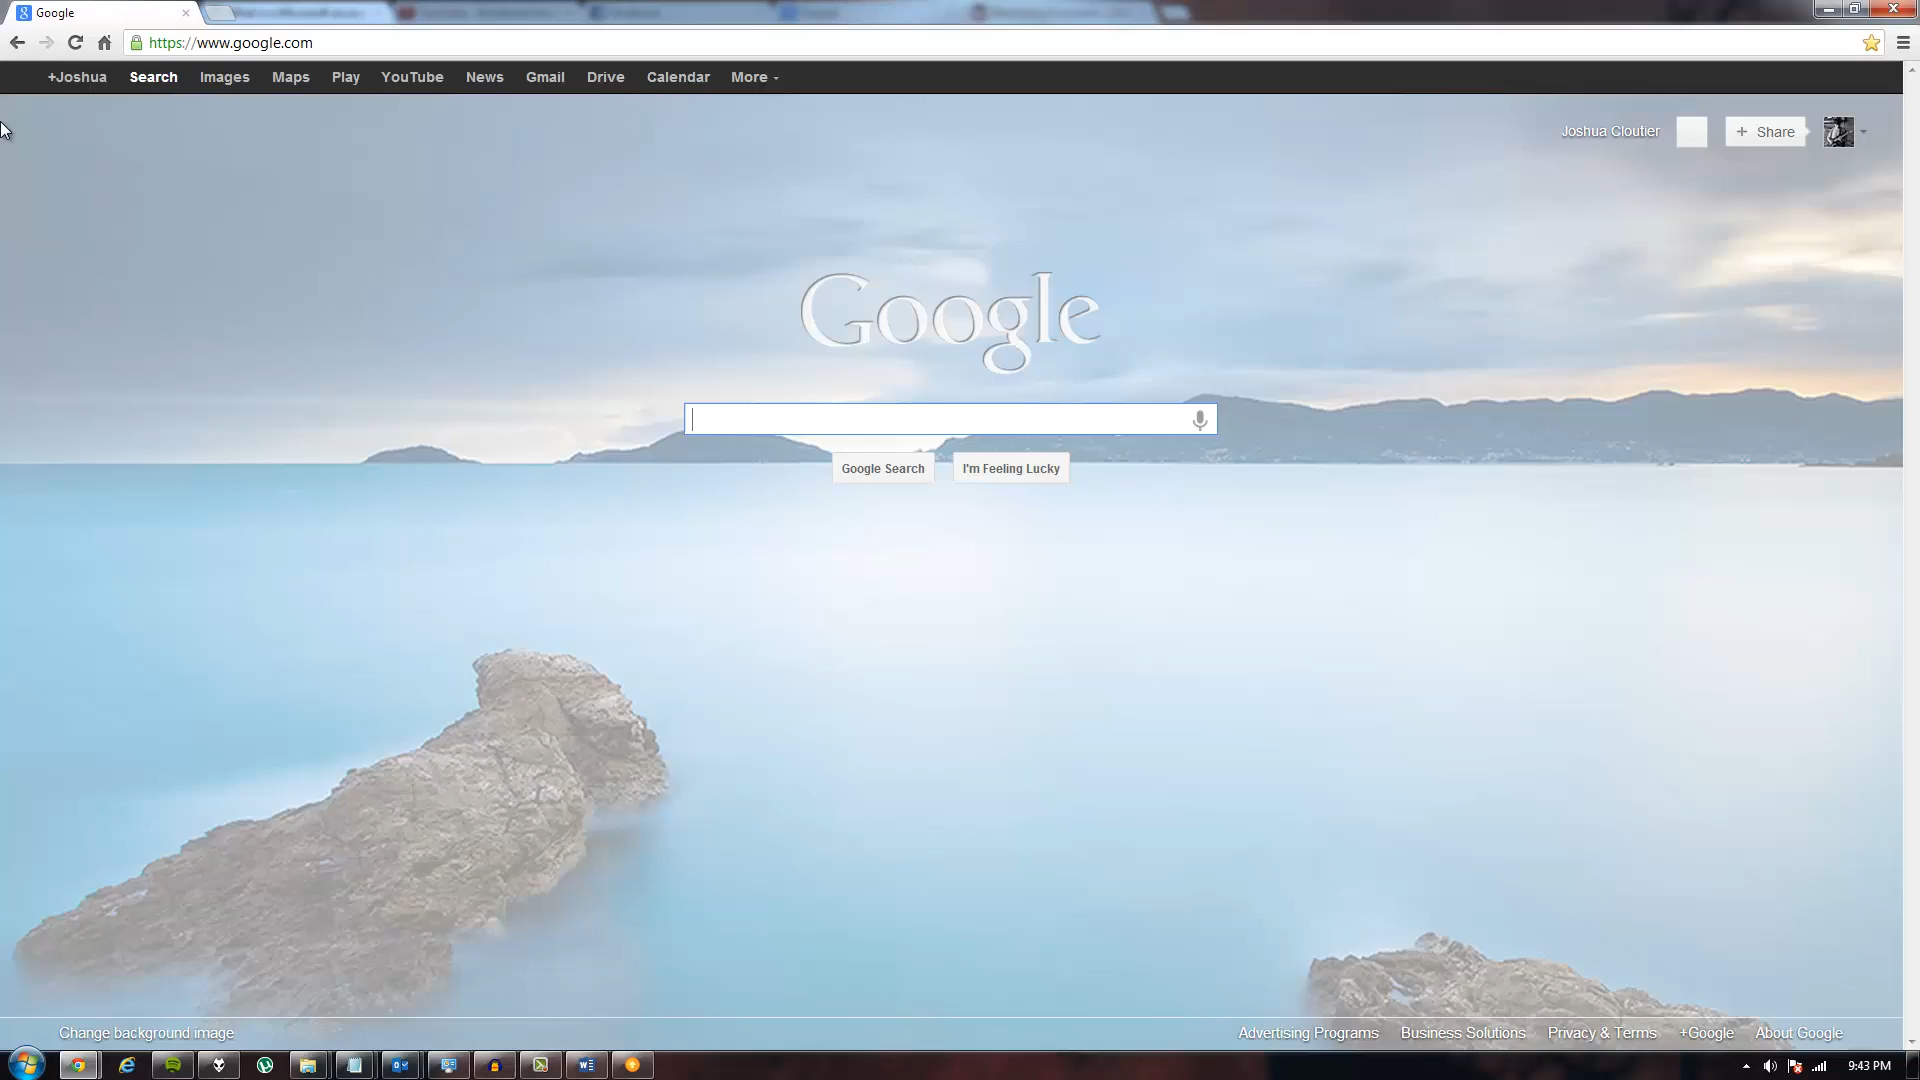 Google
https://www.google.com
+Joshua Search Images Maps Play YouTube News Gmail Drive Calendar More
Joshua Cloutier + Share
Google
Google Search I'm Feeling Lucky
Change background image Advertising Programs Business Solutions Privacy & Terms +Google About Google
9:43 PM